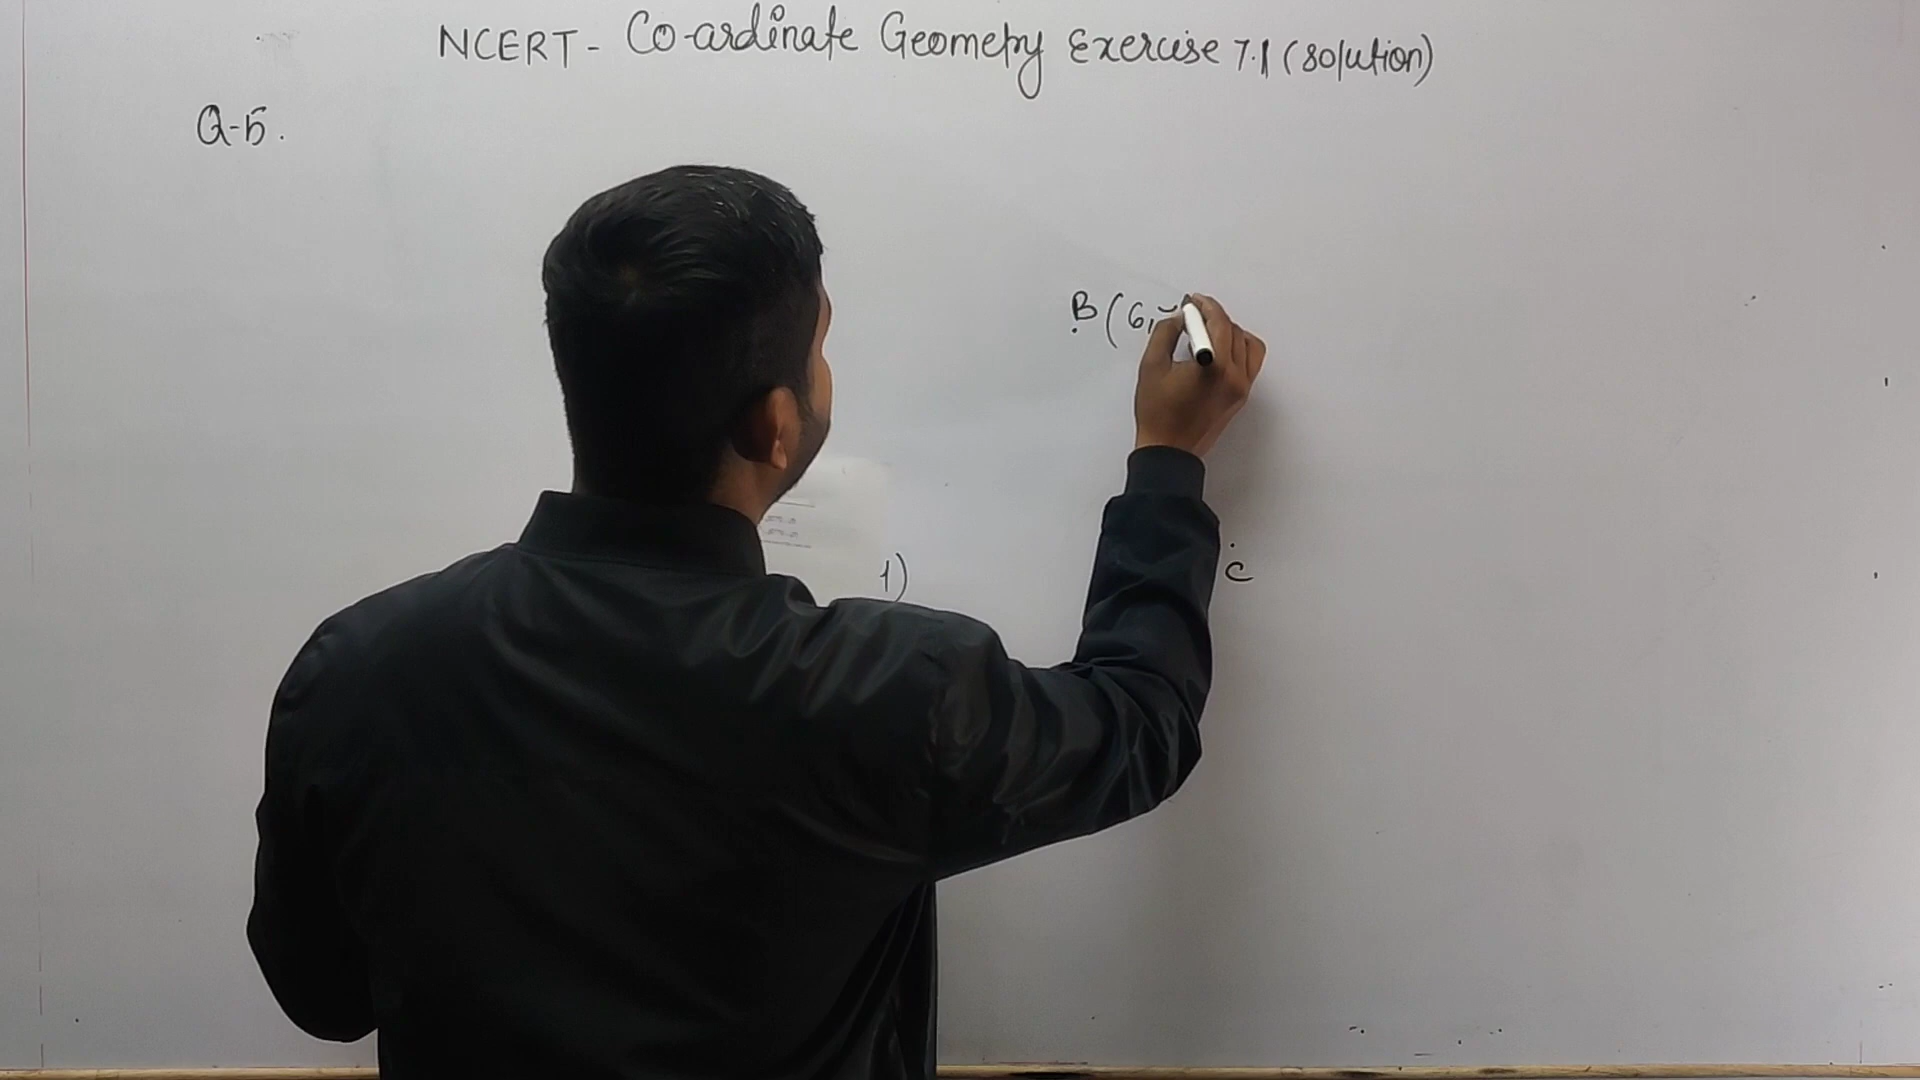 NCERT - Co-ordinate Geometry Exercise 7.1 (Solution)
Q-5.
B (6,
1)
C